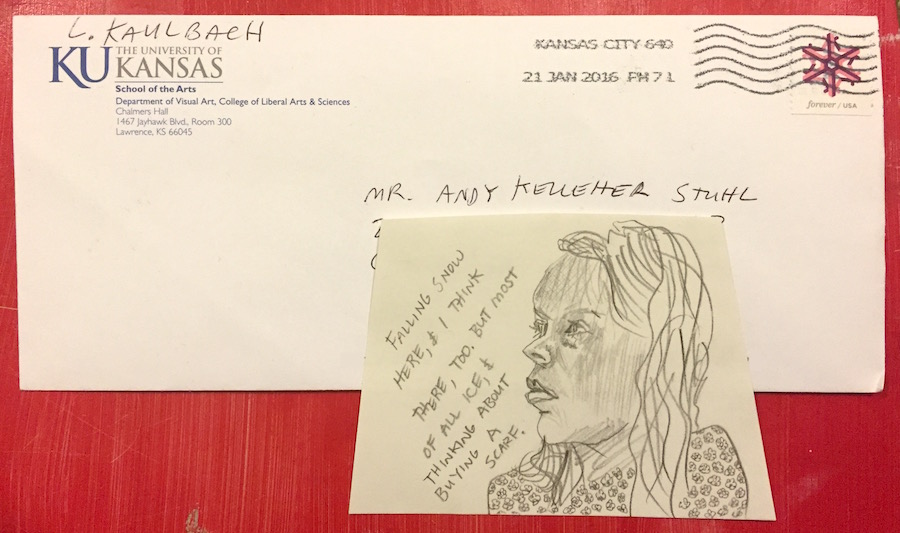 L. KAULBACH
KU THE UNIVERSITY OF
KANSAS
School of the Arts
Department of Visual Art, College of Liberal Arts & Sciences
Chalmers Hall
1467 Jayhawk Blvd., Room 300
Lawrence, KS 66045
KANSAS CITY 640
21 JAN 2016 PM 7 L
forever / USA
MR. ANDY KELLEHER STUHL
FALLING SNOW
HERE, & I THINK
THERE, TOO. BUT MOST
OF ALL ICE, &
THINKING ABOUT
BUYING A
SCARF.